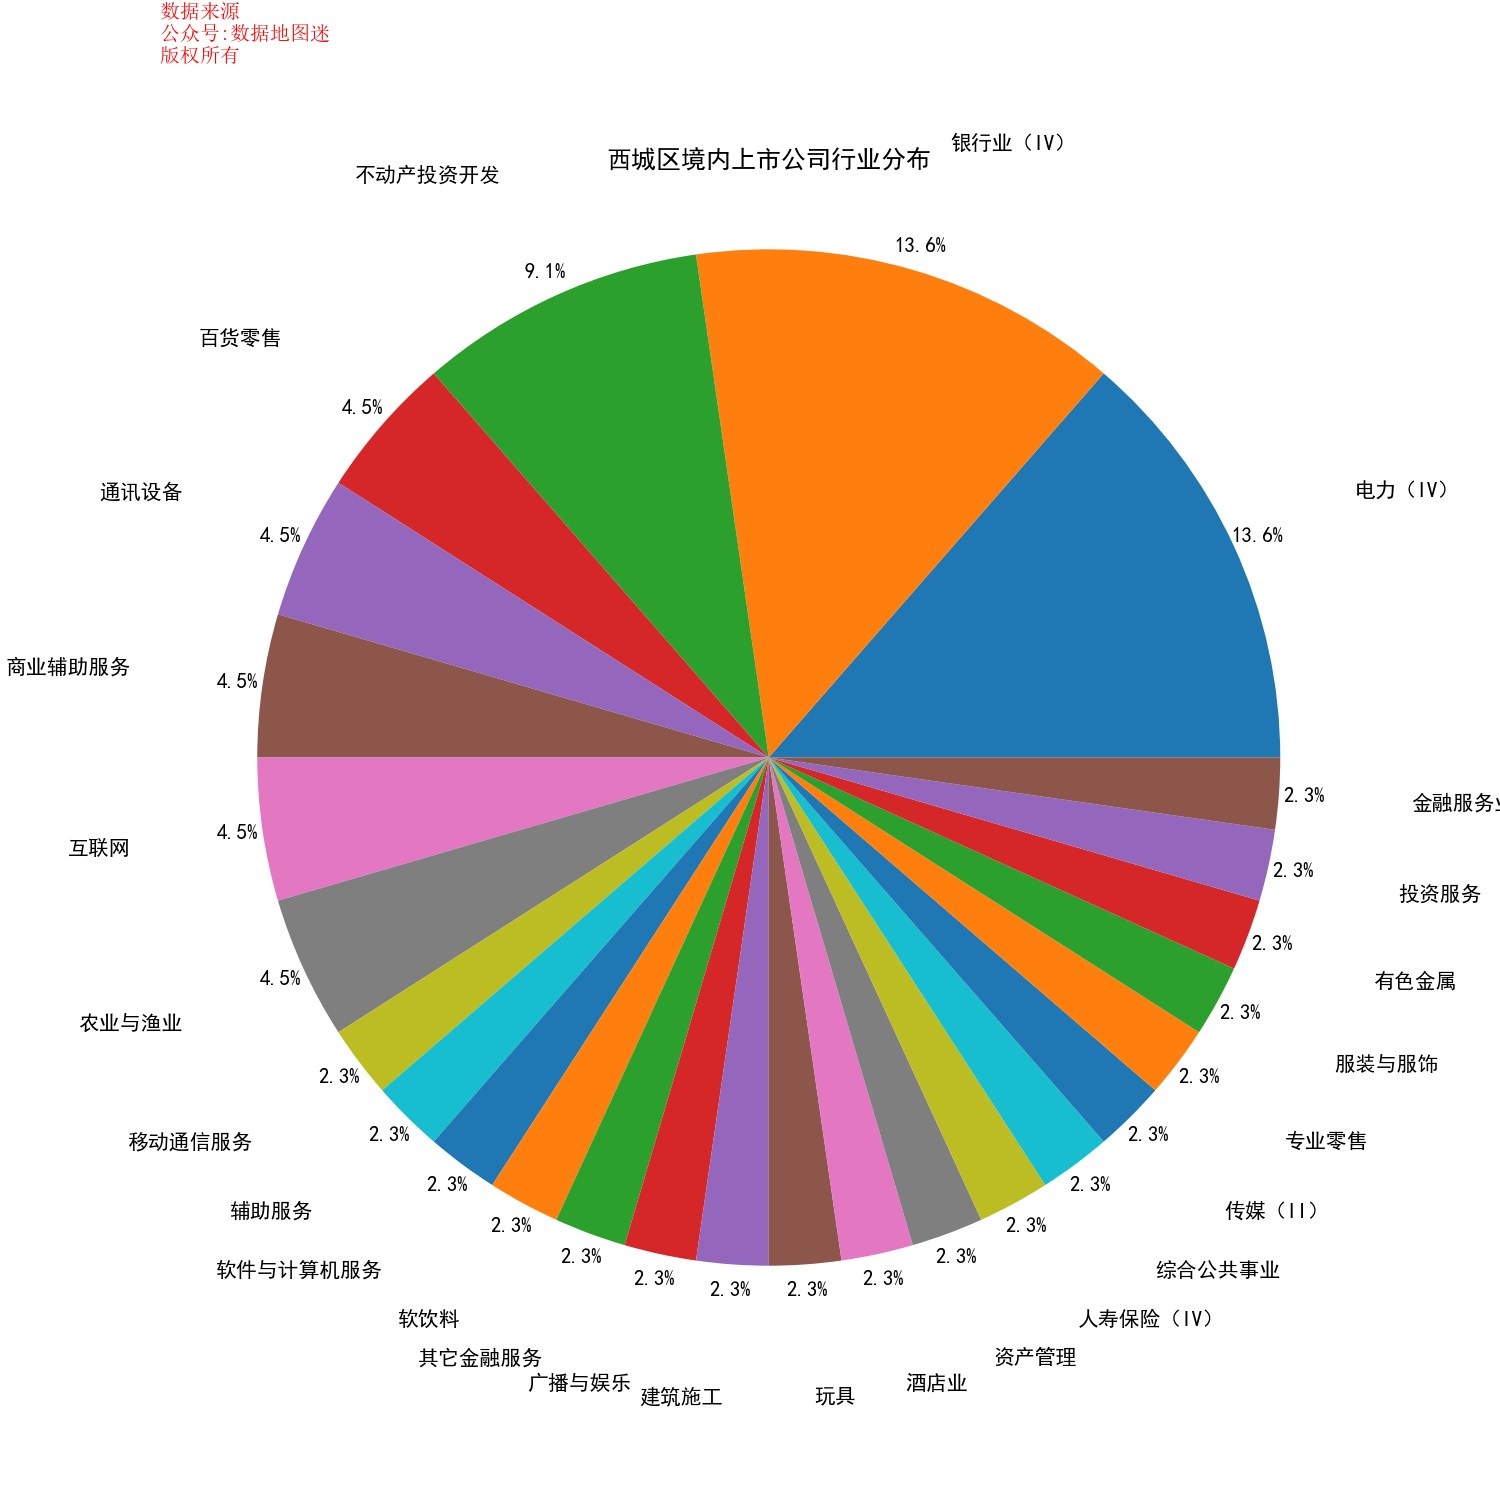 数据来源
公众号:数据地图迷
版权所有
西城区境内上市公司行业分布
银行业（IV）
不动产投资开发
13.6%
9.1%
百货零售
4.5%
通讯设备
电力（IV）
4.5%
13.6%
商业辅助服务
4.5%
2.3%
金融服务
4.5%
互联网
2.3%
投资服务
2.3%
4.5%
有色金属
2.3%
农业与渔业
服装与服饰
2.3%
2.3%
2.3%
2.3%
移动通信服务
专业零售
2.3%
2.3%
辅助服务
传媒（II）
2.3%
2.3%
2.3%
2.3%
软件与计算机服务
综合公共事业
2.3%
2.3%
2.3%
2.3%
软饮料
人寿保险（IV）
其它金融服务
资产管理
广播与娱乐
酒店业
建筑施工
玩具